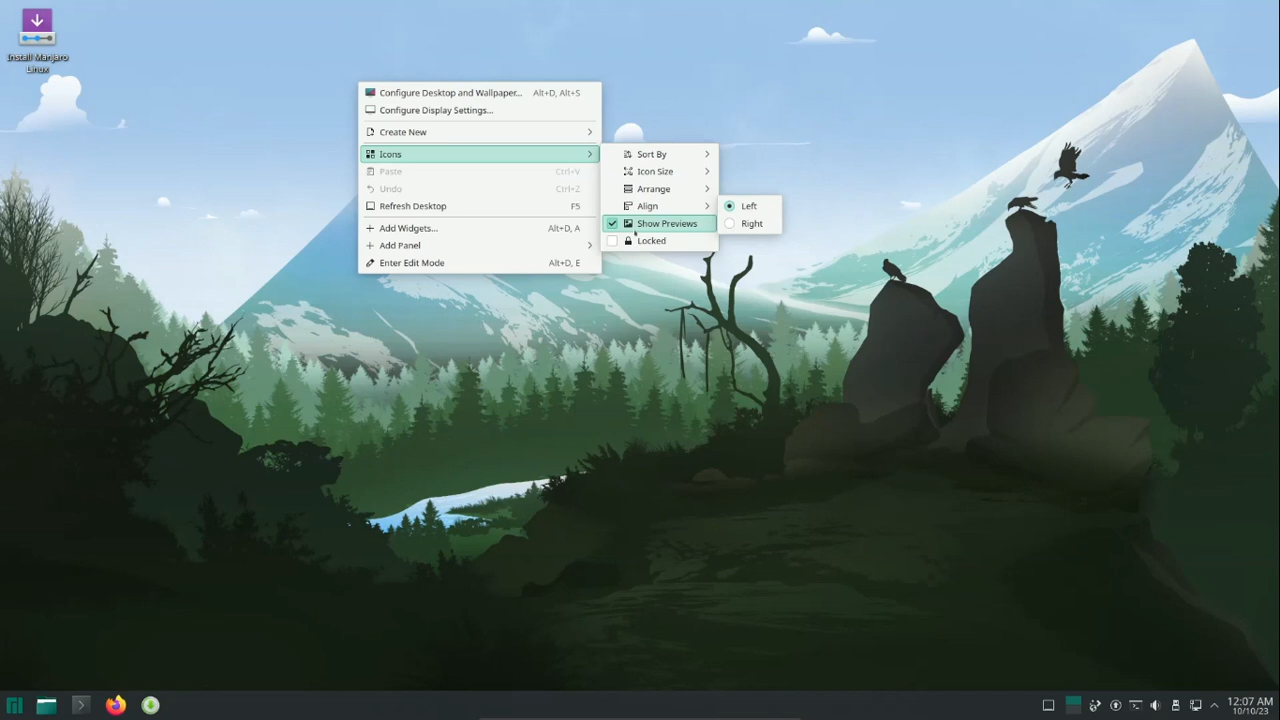 Install Manjaro
Linux
Configure Desktop and Wallpaper... Alt+D, Alt+S
Configure Display Settings...
Create New
Icons
Paste Ctrl+V
Undo Ctrl+Z
Refresh Desktop F5
Add Widgets... Alt+D, A
Add Panel
Enter Edit Mode Alt+D, E
Sort By
Icon Size
Arrange
Align
Show Previews
Locked
Left
Right
12:07 AM
10/10/23